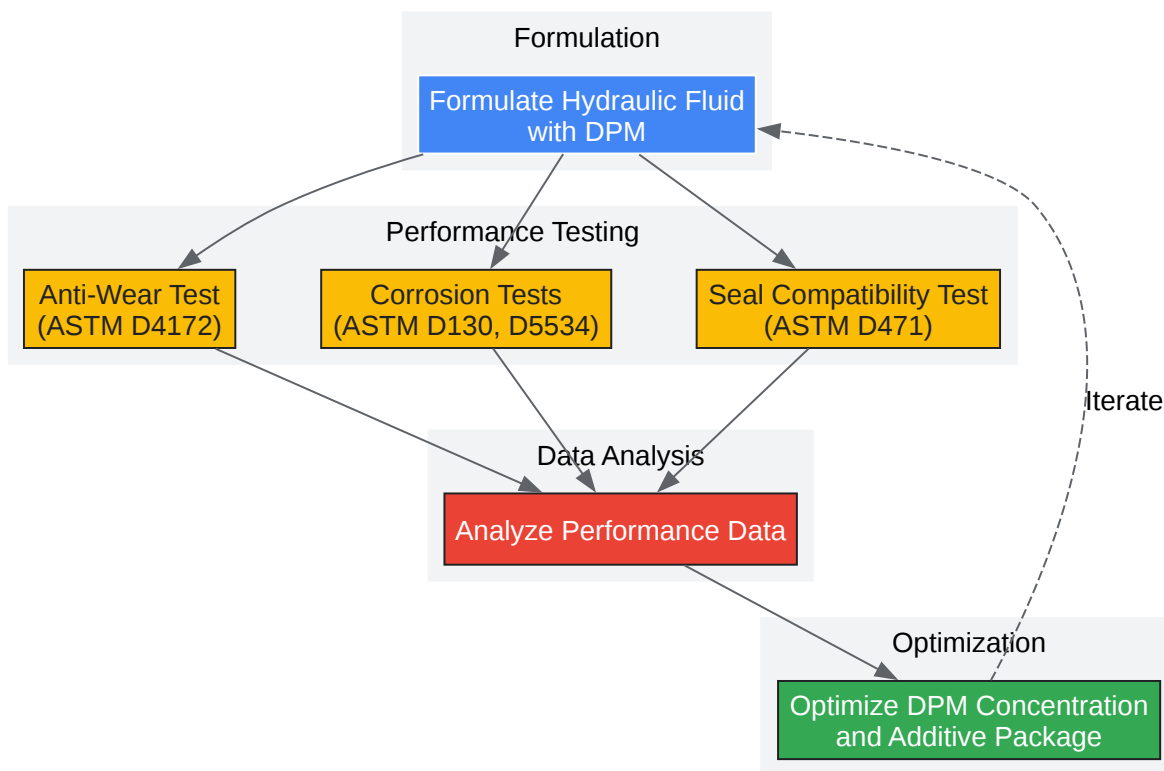 Formulation
Formulate Hydraulic Fluid
with DPM
Performance Testing
Anti-Wear Test
(ASTM D4172)
Corrosion Tests
(ASTM D130, D5534)
Seal Compatibility Test
(ASTM D471)
Iterate
Data Analysis
Analyze Performance Data
Optimization
Optimize DPM Concentration
and Additive Package